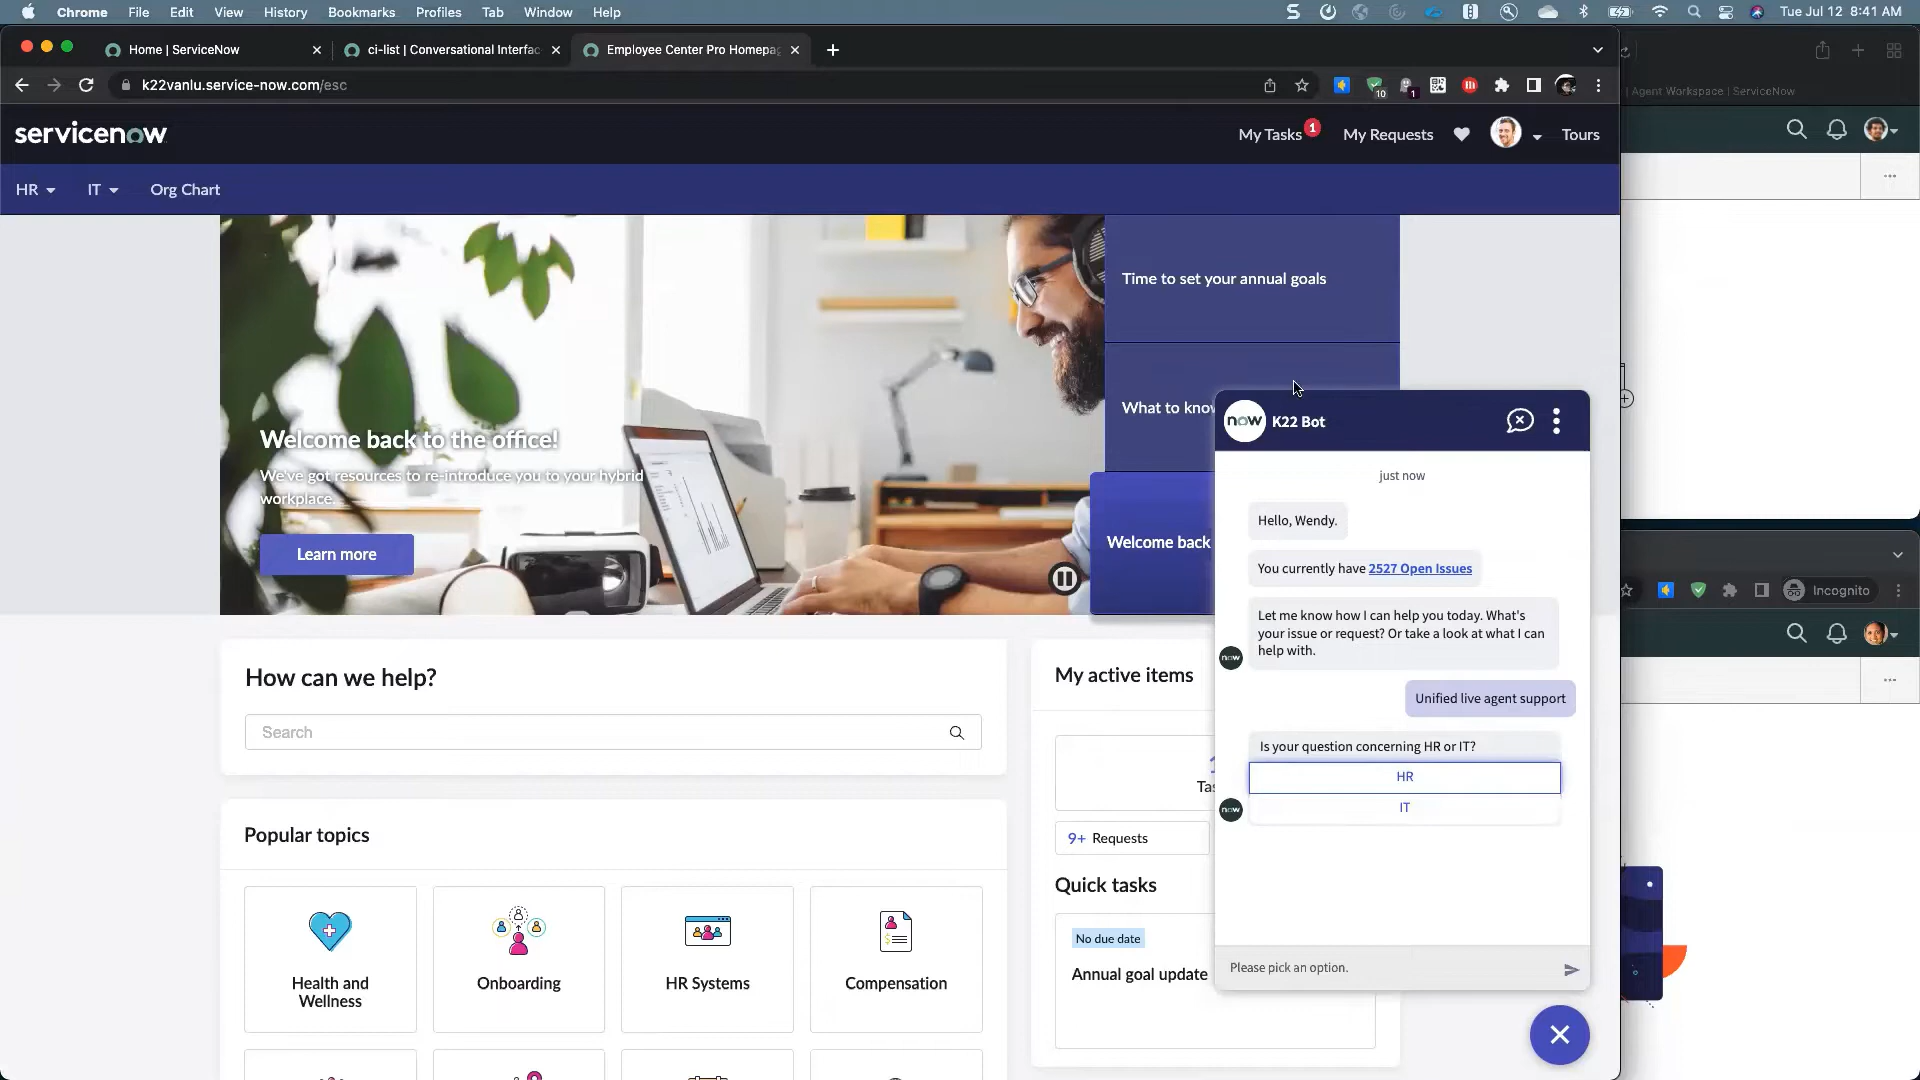 Chrome File Edit View History Bookmarks Profiles Tab Window Help
Tue Jul 12 8:41 AM
Home | ServiceNow
ci-list | Conversational Interfac
Employee Center Pro Homepag
k22vanlu.service-now.com/esc
10
1
| Agent Workspace | ServiceNow
servicenow
My Tasks 1
My Requests
Tours
HR
IT
Org Chart
Time to set your annual goals
What to know
Welcome back
Welcome back to the office!
We've got resources to re-introduce you to your hybrid
workplace.
Learn more
now K22 Bot
just now
Hello, Wendy.
You currently have 2527 Open Issues
Let me know how I can help you today. What's
your issue or request? Or take a look at what I can
help with.
now
Unified live agent support
Is your question concerning HR or IT?
HR
IT
now
Please pick an option.
Incognito
How can we help?
Search
My active items
9+ Requests
Popular topics
Health and
Wellness
Onboarding
HR Systems
Compensation
Quick tasks
No due date
Annual goal update